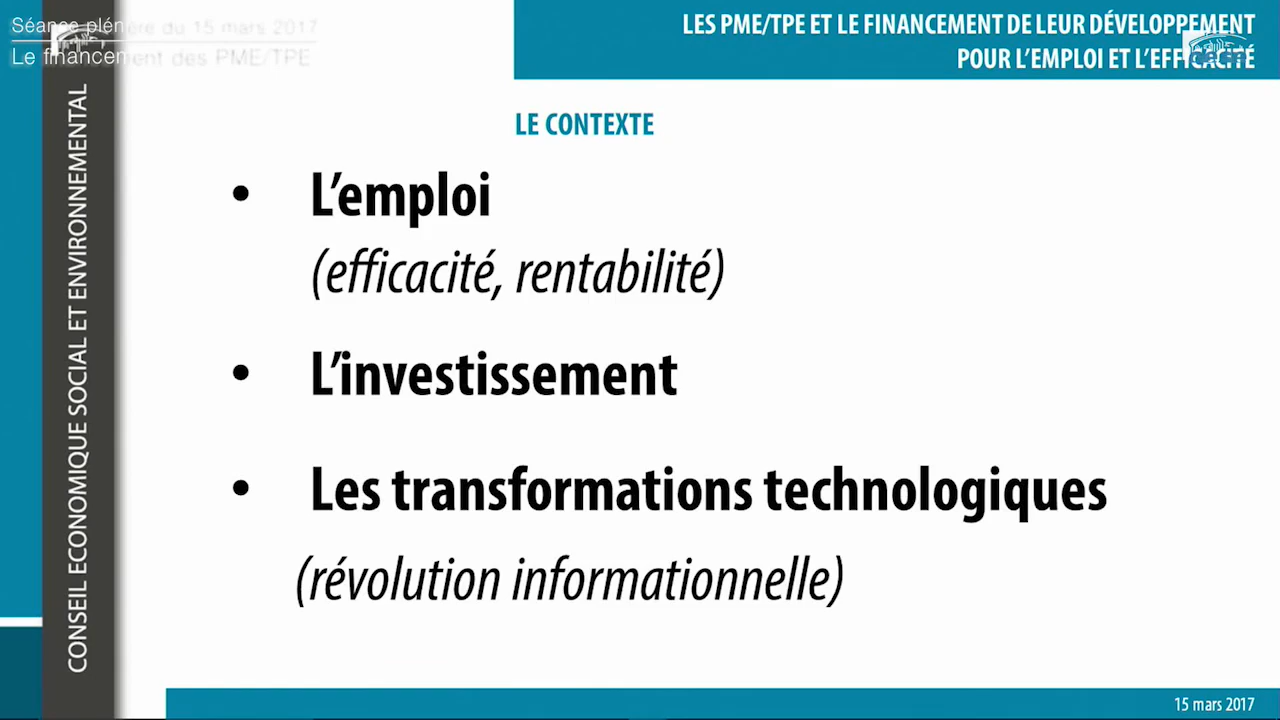 Séance plénière du 15 mars 2017
Le financement des PME/TPE
LES PME/TPE ET LE FINANCEMENT DE LEUR DÉVELOPPEMENT
POUR L'EMPLOI ET L'EFFICACITÉ
CONSEIL ECONOMIQUE SOCIAL ET ENVIRONNEMENTAL
LE CONTEXTE
• L'emploi
(efficacité, rentabilité)
• L'investissement
• Les transformations technologiques
(révolution informationnelle)
15 mars 2017